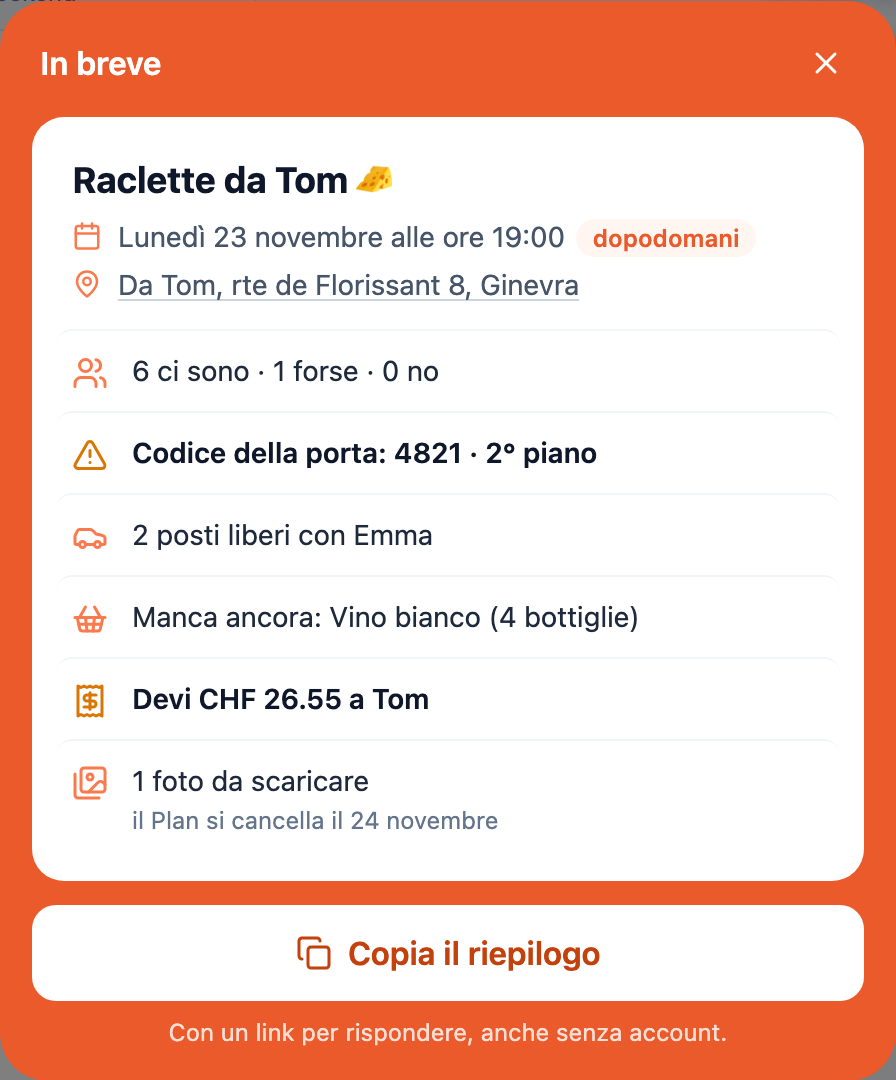 In breve
Raclette da Tom 🧀
Lunedì 23 novembre alle ore 19:00 dopodomani
Da Tom, rte de Florissant 8, Ginevra
6 ci sono · 1 forse · 0 no
Codice della porta: 4821 · 2° piano
2 posti liberi con Emma
Manca ancora: Vino bianco (4 bottiglie)
Devi CHF 26.55 a Tom
1 foto da scaricare
il Plan si cancella il 24 novembre
Copia il riepilogo
Con un link per rispondere, anche senza account.